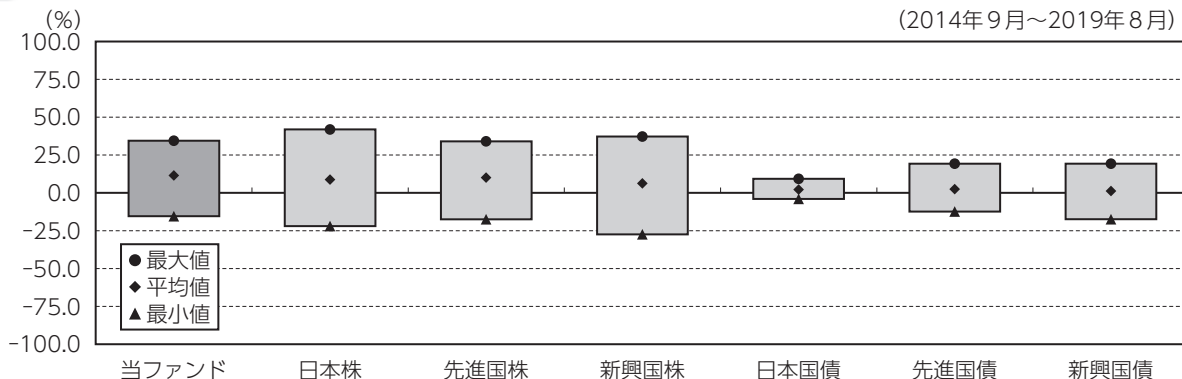 (%)
(2014年9月~2019年8月)
100.0
75.0
50.0
25.0
0.0
-25.0
-50.0
-75.0
-100.0
最大値
平均値
最小値
当ファンド 日本株 先進国株 新興国株 日本国債 先進国債 新興国債